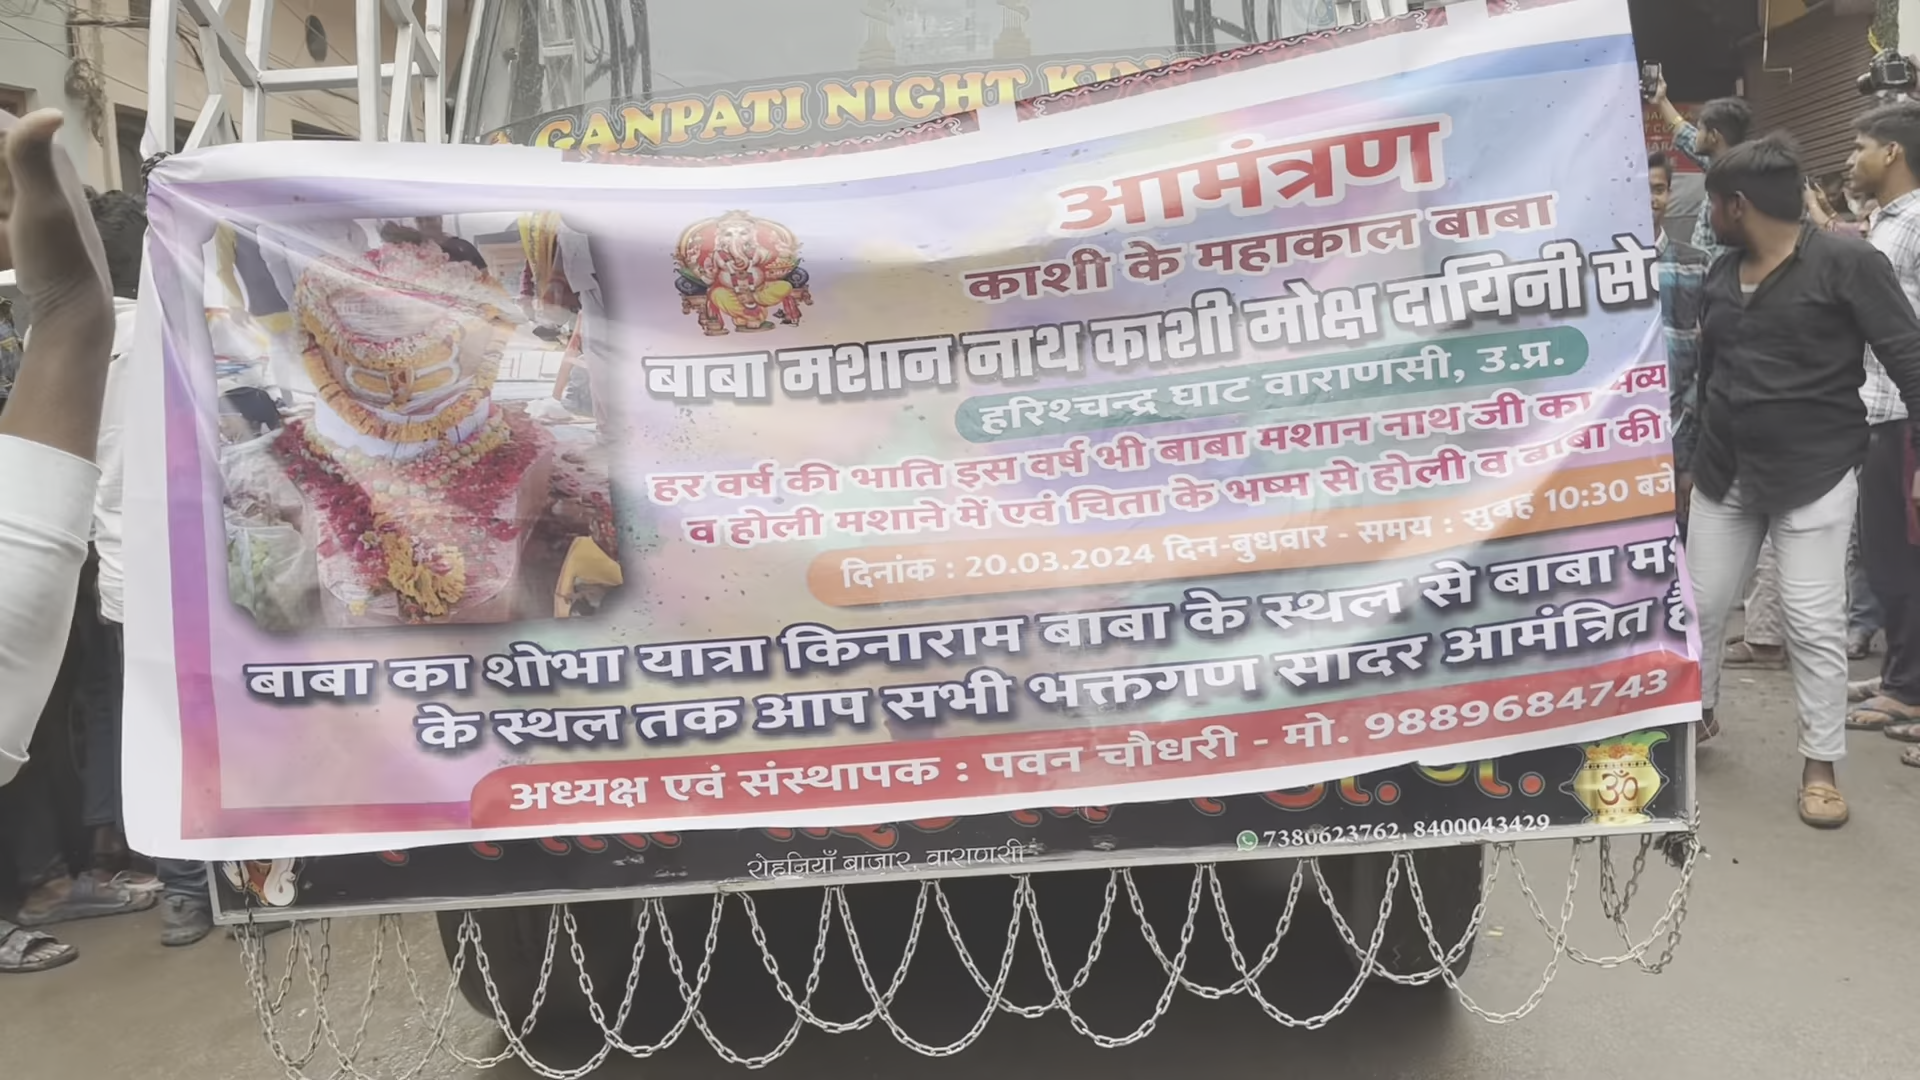 GANPATI NIGHT KIN
आमंत्रण
काशी के महाकाल बाबा
बाबा मशान नाथ काशी मोक्ष दायिनी से
हरिश्चन्द्र घाट वाराणसी, उ.प्र.
हर वर्ष की भाति इस वर्ष भी बाबा मशान नाथ जी का भव्य
व होली मशाने में एवं चिता के भष्म से होली व बाबा की
दिनांक : 20.03.2024 दिन-बुधवार - समय : सुबह 10:30 बजे
बाबा का शोभा यात्रा किनाराम बाबा के स्थल से बाबा म
के स्थल तक आप सभी भक्तगण सादर आमंत्रित है
अध्यक्ष एवं संस्थापक : पवन चौधरी - मो. 9889684743
ॐ
7380623762, 8400043429
रोहनियाँ बाजार, वाराणसी